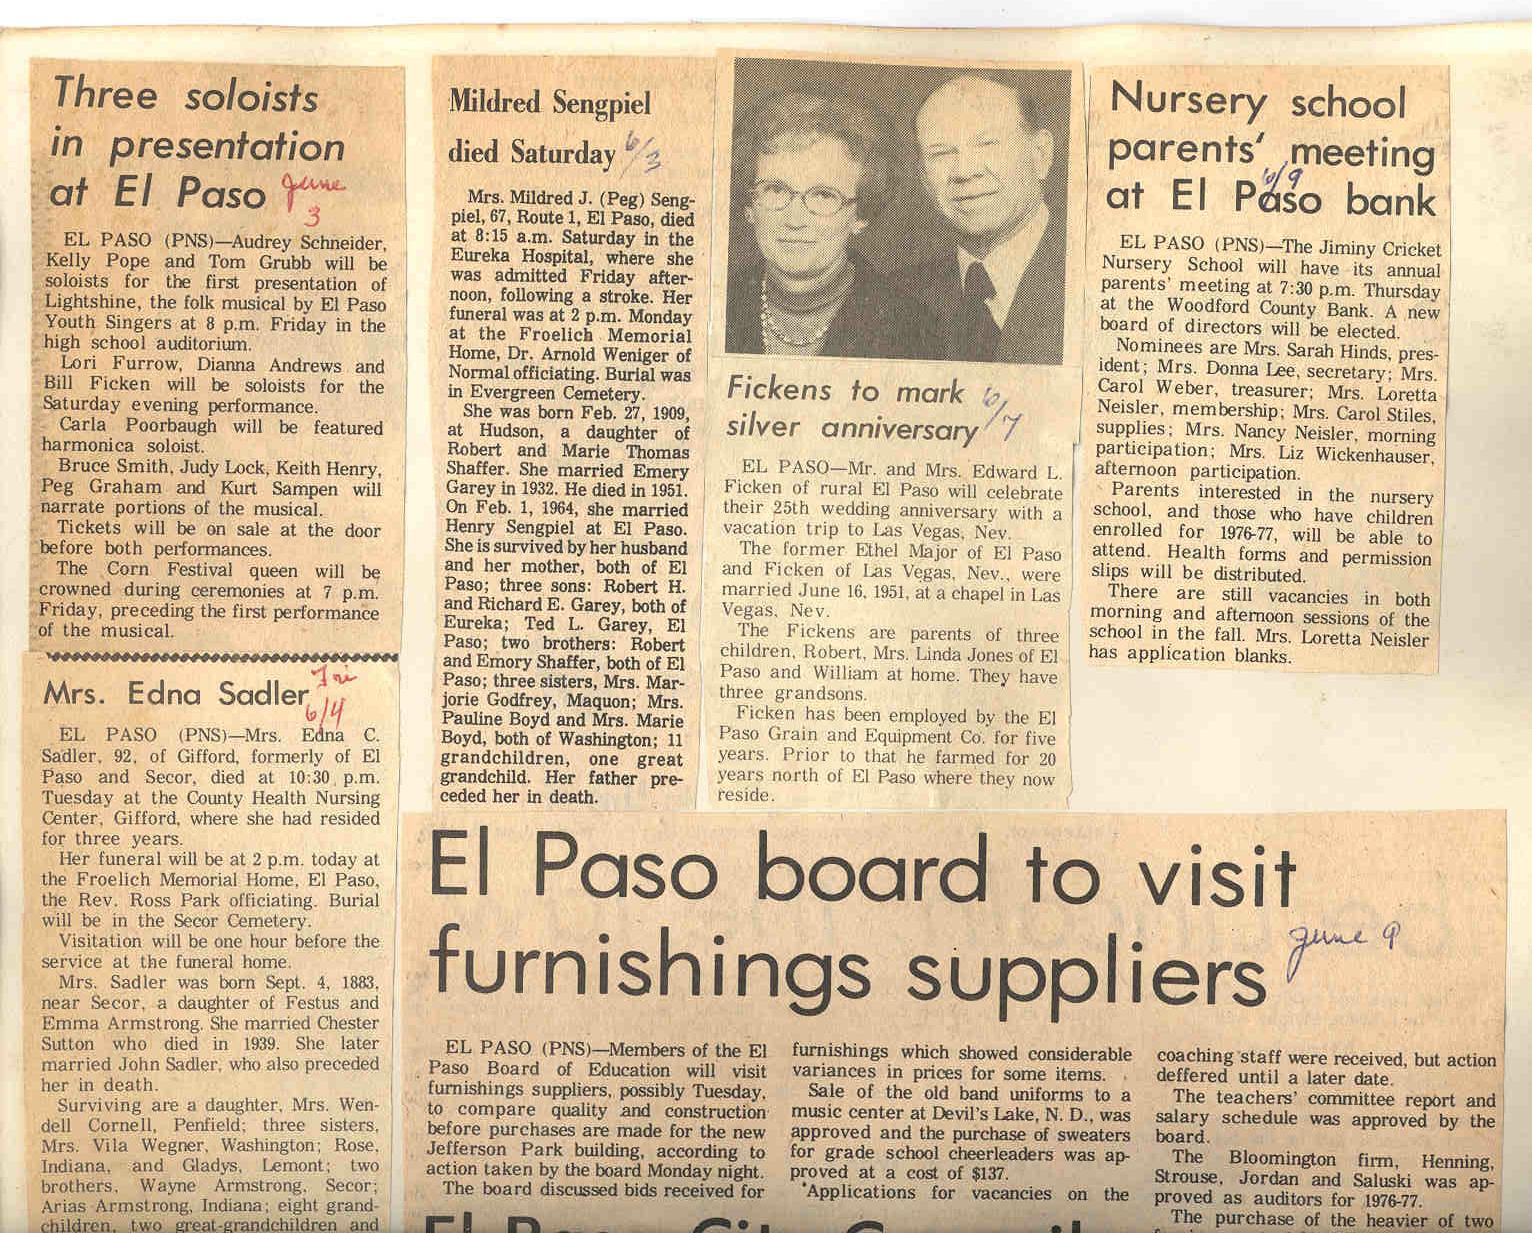 Three soloists
in presentation
at El Paso
June
3
EL PASO (PNS)—Audrey Schneider,
Kelly Pope and Tom Grubb will be
soloists for the first presentation of
Lightshine, the folk musical by El Paso
Youth Singers at 8 p.m. Friday in the
high school auditorium.
Lori Furrow, Dianna Andrews and
Bill Ficken will be soloists for the
Saturday evening performance.
Carla Poorbaugh will be featured
harmonica soloist.
Bruce Smith, Judy Lock, Keith Henry,
Peg Graham and Kurt Sampen will
narrate portions of the musical.
Tickets will be on sale at the door
before both performances.
The Corn Festival queen will be
crowned during ceremonies at 7 p.m.
Friday, preceding the first performance
of the musical.
Mrs. Edna Sadler
Fri
6/4
EL PASO (PNS)—Mrs. Edna C.
Sadler, 92, of Gifford, formerly of El
Paso and Secor, died at 10:30 p.m.
Tuesday at the County Health Nursing
Center, Gifford, where she had resided
for three years.
Her funeral will be at 2 p.m. today at
the Froelich Memorial Home, El Paso,
the Rev. Ross Park officiating. Burial
will be in the Secor Cemetery.
Visitation will be one hour before the
service at the funeral home.
Mrs. Sadler was born Sept. 4, 1883,
near Secor, a daughter of Festus and
Emma Armstrong. She married Chester
Sutton who died in 1939. She later
married John Sadler, who also preceded
her in death.
Surviving are a daughter, Mrs. Wen-
dell Cornell, Penfield; three sisters,
Mrs. Vila Wegner, Washington; Rose,
Indiana, and Gladys, Lemont; two
brothers, Wayne Armstrong, Secor;
Arias Armstrong, Indiana; eight grand-
children, two great-grandchildren and
Mildred Sengpiel
died Saturday
6/3
Mrs. Mildred J. (Peg) Seng-
piel, 67, Route 1, El Paso, died
at 8:15 a.m. Saturday in the
Eureka Hospital, where she
was admitted Friday after-
noon, following a stroke. Her
funeral was at 2 p.m. Monday
at the Froelich Memorial
Home, Dr. Arnold Weniger of
Normal officiating. Burial was
in Evergreen Cemetery.
She was born Feb. 27, 1909,
at Hudson, a daughter of
Robert and Marie Thomas
Shaffer. She married Emery
Garey in 1932. He died in 1951.
On Feb. 1, 1964, she married
Henry Sengpiel at El Paso.
She is survived by her husband
and her mother, both of El
Paso; three sons: Robert H.
and Richard E. Garey, both of
Eureka; Ted L. Garey, El
Paso; two brothers: Robert
and Emory Shaffer, both of El
Paso; three sisters, Mrs. Mar-
jorie Godfrey, Maquon; Mrs.
Pauline Boyd and Mrs. Marie
Boyd, both of Washington; 11
grandchildren, one great
grandchild. Her father pre-
ceded her in death.
Fickens to mark
silver anniversary
6/7
EL PASO—Mr. and Mrs. Edward L.
Ficken of rural El Paso will celebrate
their 25th wedding anniversary with a
vacation trip to Las Vegas, Nev.
The former Ethel Major of El Paso
and Ficken of Las Vegas, Nev., were
married June 16, 1951, at a chapel in Las
Vegas, Nev.
The Fickens are parents of three
children, Robert, Mrs. Linda Jones of El
Paso and William at home. They have
three grandsons.
Ficken has been employed by the El
Paso Grain and Equipment Co. for five
years. Prior to that he farmed for 20
years north of El Paso where they now
reside.
Nursery school
parents' meeting
at El Paso bank
6/9
EL PASO (PNS)—The Jiminy Cricket
Nursery School will have its annual
parents' meeting at 7:30 p.m. Thursday
at the Woodford County Bank. A new
board of directors will be elected.
Nominees are Mrs. Sarah Hinds, pres-
ident; Mrs. Donna Lee, secretary; Mrs.
Carol Weber, treasurer; Mrs. Loretta
Neisler, membership; Mrs. Carol Stiles,
supplies; Mrs. Nancy Neisler, morning
participation; Mrs. Liz Wickenhauser,
afternoon participation.
Parents interested in the nursery
school, and those who have children
enrolled for 1976-77, will be able to
attend. Health forms and permission
slips will be distributed.
There are still vacancies in both
morning and afternoon sessions of the
school in the fall. Mrs. Loretta Neisler
has application blanks.
El Paso board to visit
furnishings suppliers
June 9
EL PASO (PNS)—Members of the El
Paso Board of Education will visit
furnishings suppliers, possibly Tuesday,
to compare quality and construction
before purchases are made for the new
Jefferson Park building, according to
action taken by the board Monday night.
The board discussed bids received for
furnishings which showed considerable
variances in prices for some items.
Sale of the old band uniforms to a
music center at Devil's Lake, N. D., was
approved and the purchase of sweaters
for grade school cheerleaders was ap-
proved at a cost of $137.
Applications for vacancies on the
coaching staff were received, but action
deffered until a later date.
The teachers' committee report and
salary schedule was approved by the
board.
The Bloomington firm, Henning,
Strouse, Jordan and Saluski was ap-
proved as auditors for 1976-77.
The purchase of the heavier of two
El Paso City Council